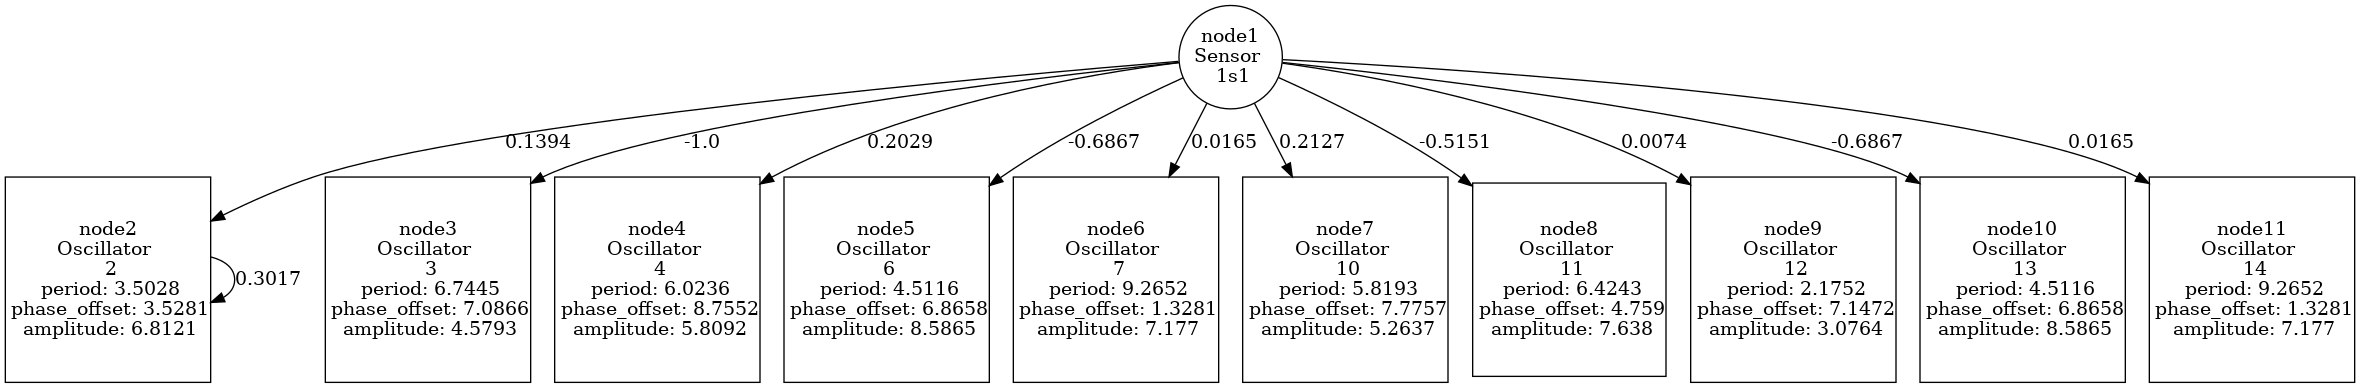 node1
Sensor
1s1
0.1394
-1.0
0.2029
-0.6867
0.0165
0.2127
-0.5151
0.0074
-0.6867
0.0165
node2
Oscillator
2
period: 3.5028
phase_offset: 3.5281
amplitude: 6.8121
0.3017
node3
Oscillator
3
period: 6.7445
phase_offset: 7.0866
amplitude: 4.5793
node4
Oscillator
4
period: 6.0236
phase_offset: 8.7552
amplitude: 5.8092
node5
Oscillator
6
period: 4.5116
phase_offset: 6.8658
amplitude: 8.5865
node6
Oscillator
7
period: 9.2652
phase_offset: 1.3281
amplitude: 7.177
node7
Oscillator
10
period: 5.8193
phase_offset: 7.7757
amplitude: 5.2637
node8
Oscillator
11
period: 6.4243
phase_offset: 4.759
amplitude: 7.638
node9
Oscillator
12
period: 2.1752
phase_offset: 7.1472
amplitude: 3.0764
node10
Oscillator
13
period: 4.5116
phase_offset: 6.8658
amplitude: 8.5865
node11
Oscillator
14
period: 9.2652
phase_offset: 1.3281
amplitude: 7.177